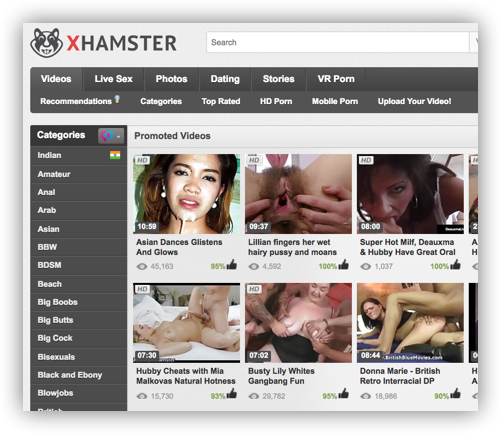 XHAMSTER
Search
Videos
Live Sex
Photos
Dating
Stories
VR Porn
Recommendations
Categories
Top Rated
HD Porn
Mobile Porn
Upload Your Video!
Categories
Indian
Amateur
Anal
Arab
Asian
BBW
BDSM
Beach
Big Boobs
Big Butts
Big Cock
Bisexuals
Black and Ebony
Blowjobs
British
Promoted Videos
HD
10:59
Asian Dances Glistens
And Glows
45,163
95%
HD
09:37
Lillian fingers her wet
hairy pussy and moans
4,592
100%
HD
08:00
Super Hot Milf, Deauxma
& Hubby Have Great Oral
1,037
100%
HD
07:30
Hubby Cheats with Mia
Malkovas Natural Hotness
15,730
93%
07:02
Busty Lily Whites
Gangbang Fun
29,762
95%
08:44
BritishBlueMovies.com
Donna Marie - British
Retro Interracial DP
18,986
90%